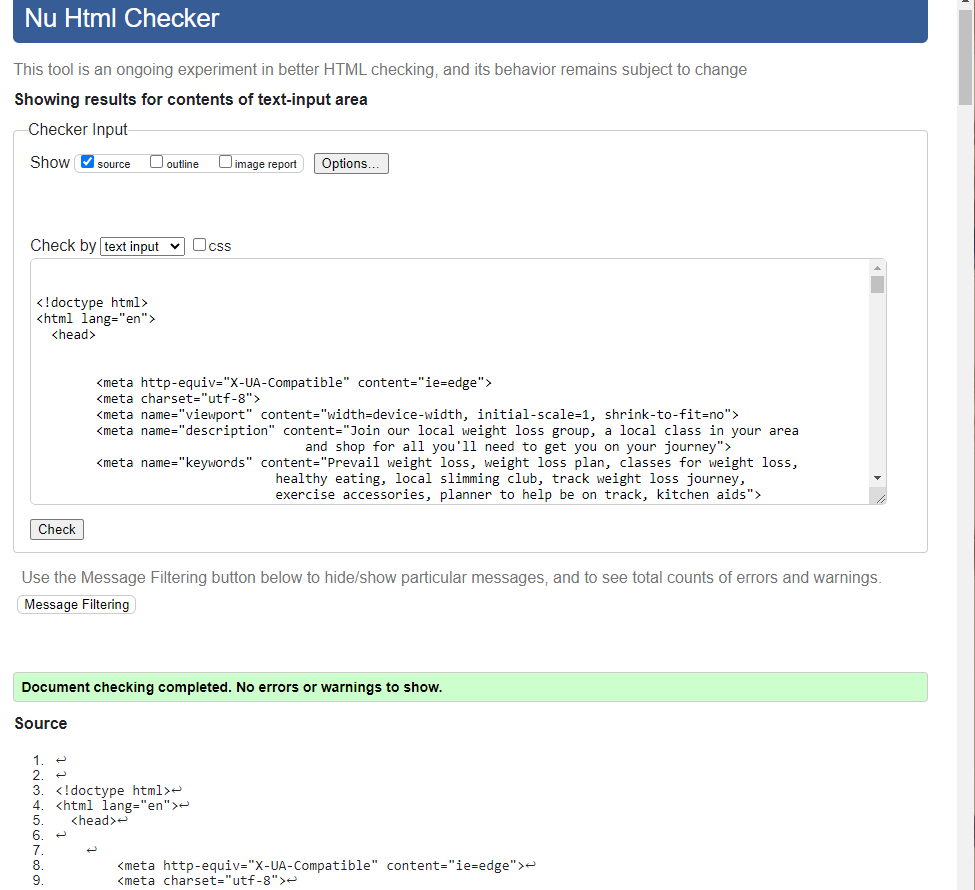 Nu Html Checker
This tool is an ongoing experiment in better HTML checking, and its behavior remains subject to change
Showing results for contents of text-input area
Checker Input
Show source outline image report Options...
Check by text input css
<!doctype html>
<html lang="en">
<head>
<meta http-equiv="X-UA-Compatible" content="ie=edge">
<meta charset="utf-8">
<meta name="viewport" content="width=device-width, initial-scale=1, shrink-to-fit=no">
<meta name="description" content="Join our local weight loss group, a local class in your area
and shop for all you'll need to get you on your journey">
<meta name="keywords" content="Prevail weight loss, weight loss plan, classes for weight loss,
healthy eating, local slimming club, track weight loss journey,
exercise accessories, planner to help be on track, kitchen aids">
Check
Use the Message Filtering button below to hide/show particular messages, and to see total counts of errors and warnings.
Message Filtering
Document checking completed. No errors or warnings to show.
Source
1. ↩
2. ↩
3. <!doctype html>↩
4. <html lang="en">↩
5. <head>↩
6. ↩
7. ↩
8. <meta http-equiv="X-UA-Compatible" content="ie=edge">↩
9. <meta charset="utf-8">↩